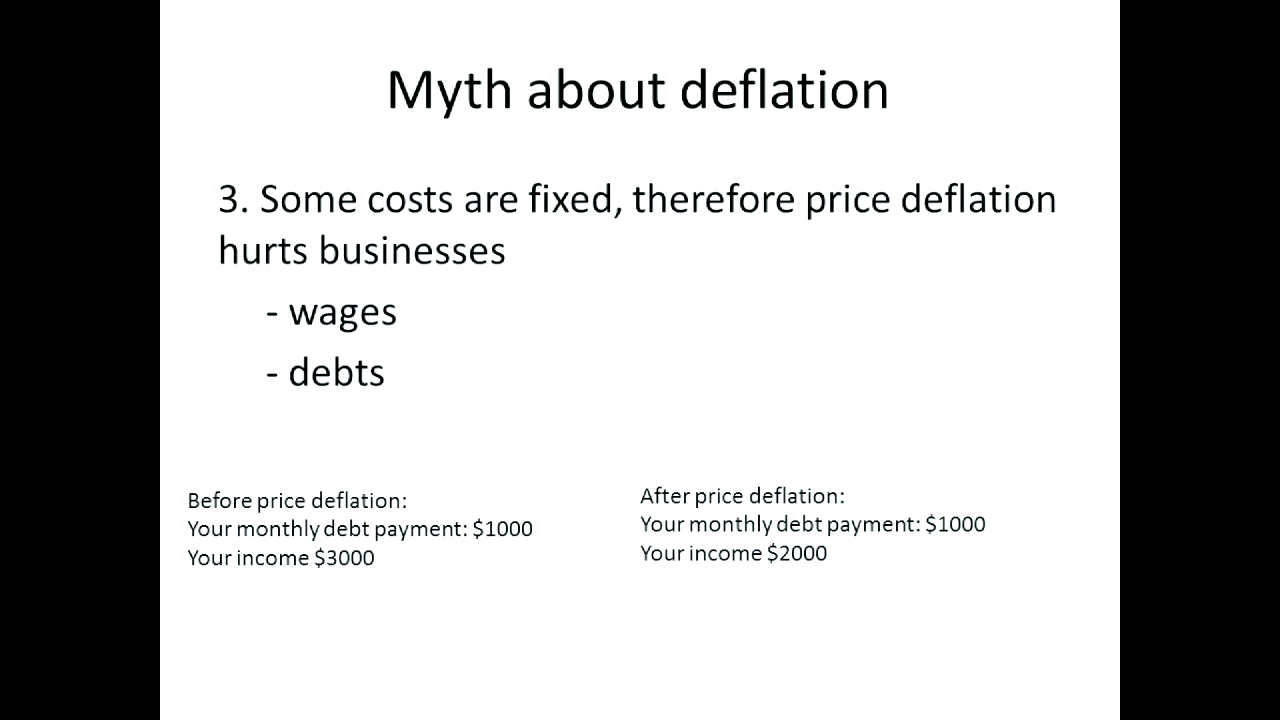 Myth about deflation
3. Some costs are fixed, therefore price deflation
hurts businesses
- wages
- debts
Before price deflation:
Your monthly debt payment: $1000
Your income $3000
After price deflation:
Your monthly debt payment: $1000
Your income $2000